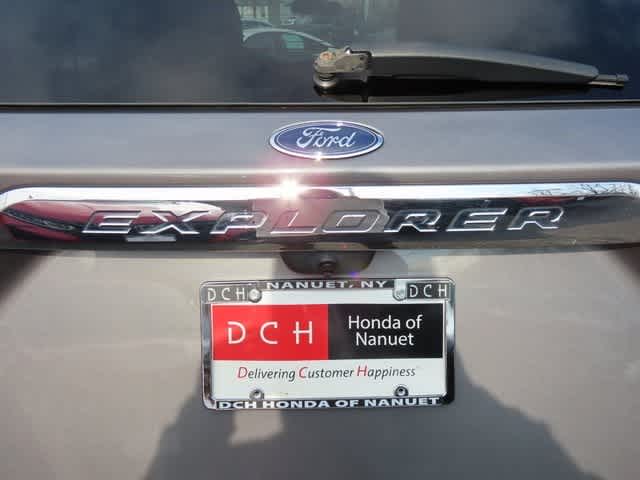 Ford
EXPLORER
NANUET, NY
DCH DCH
DCH Honda of
Nanuet
Delivering Customer Happiness
DCH HONDA OF NANUET